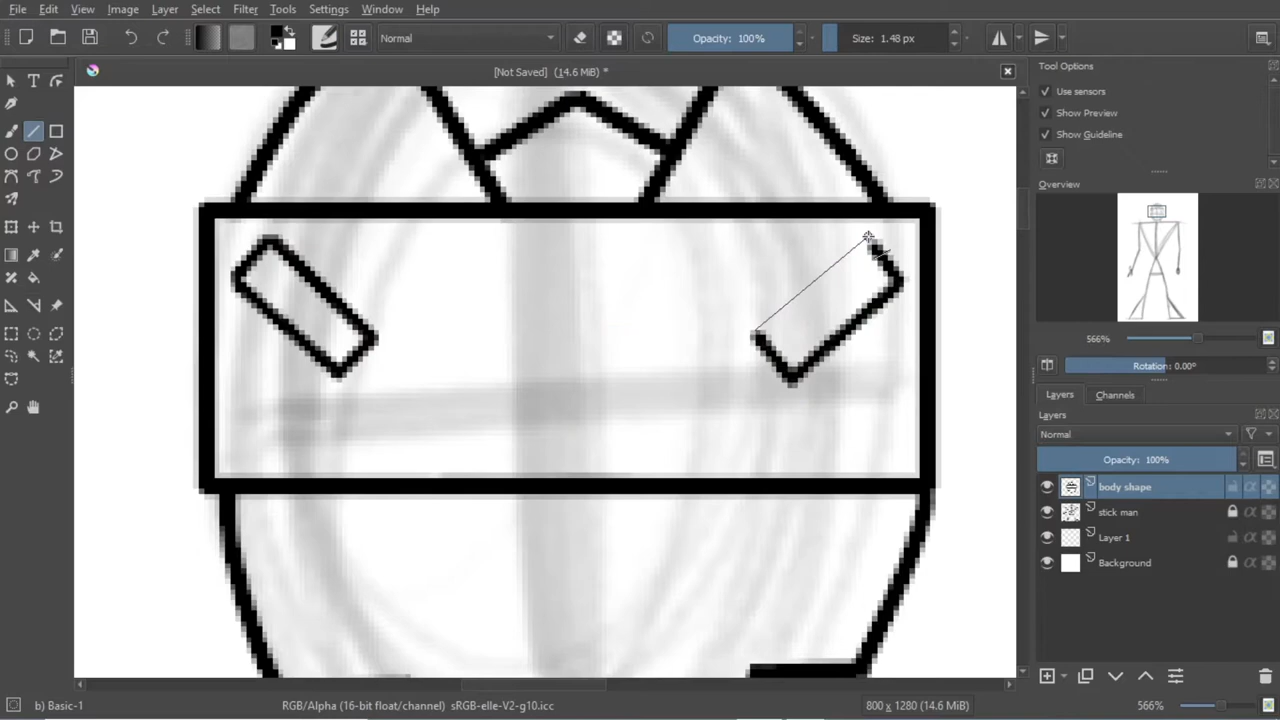 File Edit View Image Layer Select Filter Tools Settings Window Help
Normal
Opacity: 100%
Size: 1.48 px
[Not Saved] (14.6 MiB) *
Tool Options
Use sensors
Show Preview
Show Guideline
Overview
566%
Rotation: 0.00°
Layers Channels
Layers
Normal
Opacity: 100%
body shape
stick man
Layer 1
Background
b) Basic-1
RGB/Alpha (16-bit float/channel) sRGB-elle-V2-g10.icc
800 x 1280 (14.6 MiB)
566%